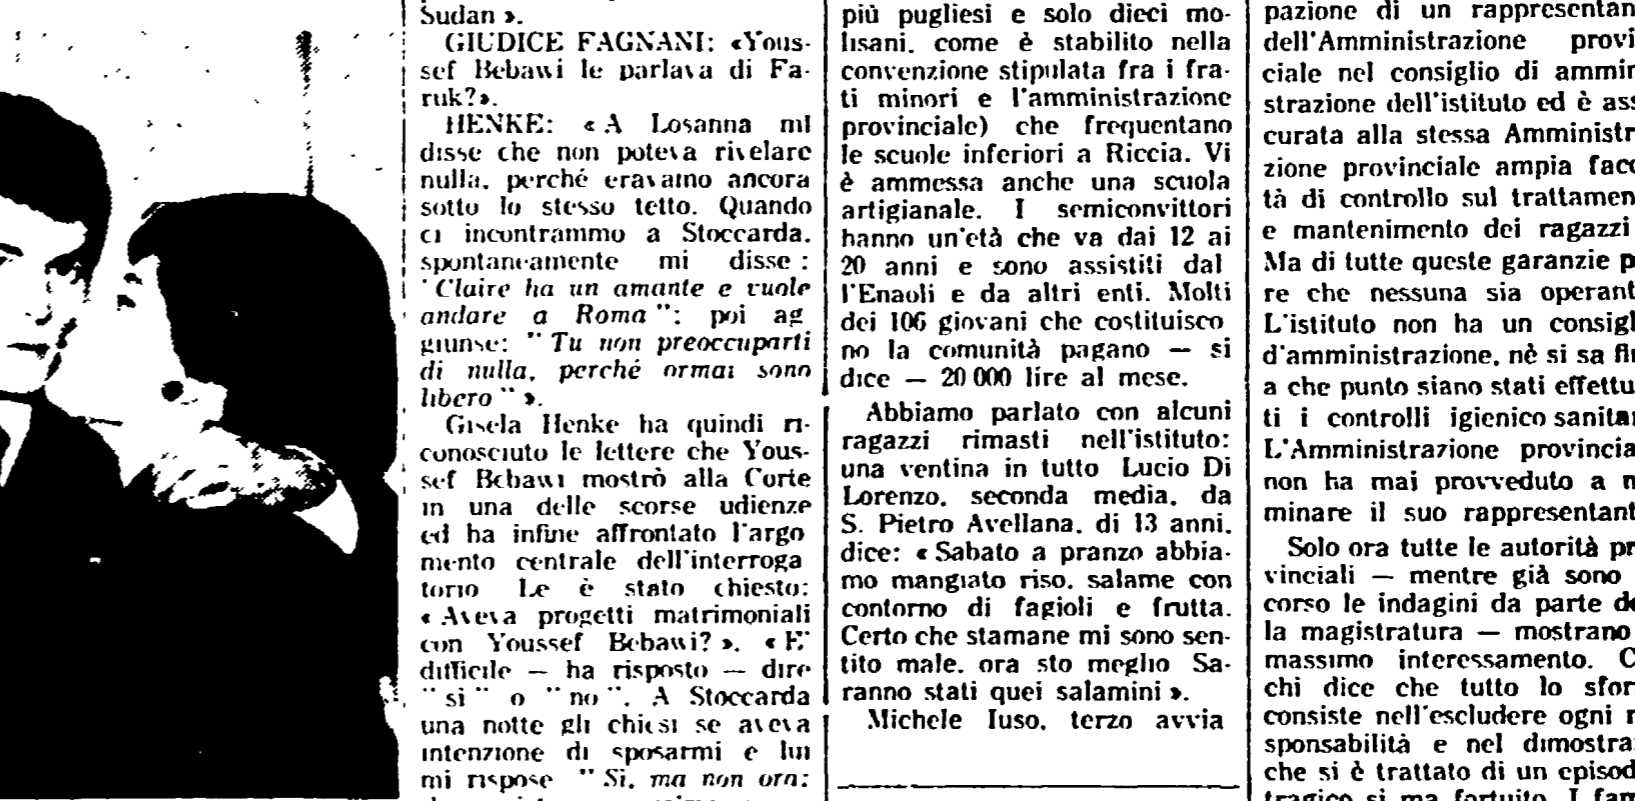 Sudan ».
GIUDICE FAGNANI: «Yous-
sef Bebawi le parlava di Fa-
ruk?».
HENKE: « A Losanna mi
disse che non poteva rivelare
nulla, perché eravamo ancora
sotto lo stesso tetto. Quando
ci incontrammo a Stoccarda,
spontaneamente mi disse:
"Claire ha un amante e vuole
andare a Roma"; poi ag
giunse: "Tu non preoccuparti
di nulla, perché ormai sono
libero" ».
Gisela Henke ha quindi ri-
conosciuto le lettere che Yous-
sef Bebawi mostrò alla Corte
in una delle scorse udienze
ed ha infine affrontato l'argo
mento centrale dell'interroga
torio Le è stato chiesto:
« Aveva progetti matrimoniali
con Youssef Bebawi? ». « E'
difficile — ha risposto — dire
"si" o "no". A Stoccarda
una notte gli chiesi se aveva
intenzione di sposarmi e lui
mi rispose "Si, ma non ora:
più pugliesi e solo dieci mo-
lisani, come è stabilito nella
convenzione stipulata fra i fra-
ti minori e l'amministrazione
provinciale) che frequentano
le scuole inferiori a Riccia. Vi
è ammessa anche una scuola
artigianale. I semiconvittori
hanno un'età che va dai 12 ai
20 anni e sono assistiti dal
l'Enaoli e da altri enti. Molti
dei 106 giovani che costituisco
no la comunità pagano — si
dice — 20 000 lire al mese.
Abbiamo parlato con alcuni
ragazzi rimasti nell'istituto:
una ventina in tutto Lucio Di
Lorenzo, seconda media, da
S. Pietro Avellana, di 13 anni,
dice: « Sabato a pranzo abbia-
mo mangiato riso, salame con
contorno di fagioli e frutta.
Certo che stamane mi sono sen-
tito male, ora sto meglio Sa-
ranno stati quei salamini ».
Michele Iuso, terzo avvia
pazione di un rappresentan
dell'Amministrazione provi
ciale nel consiglio di ammin
strazione dell'istituto ed è ass
curata alla stessa Amministr
zione provinciale ampia faco
tà di controllo sul trattamen
e mantenimento dei ragazzi
Ma di tutte queste garanzie p
re che nessuna sia operant
L'istituto non ha un consigl
d'amministrazione, nè si sa fin
a che punto siano stati effettu
ti i controlli igienico sanitar
L'Amministrazione provincia
non ha mai provveduto a n
minare il suo rappresentant
Solo ora tutte le autorità pr
vinciali — mentre già sono
corso le indagini da parte de
la magistratura — mostrano
massimo interessamento. C
chi dice che tutto lo sfor
consiste nell'escludere ogni r
sponsabilità e nel dimostra
che si è trattato di un episod
tragico si ma fortuito. I fam